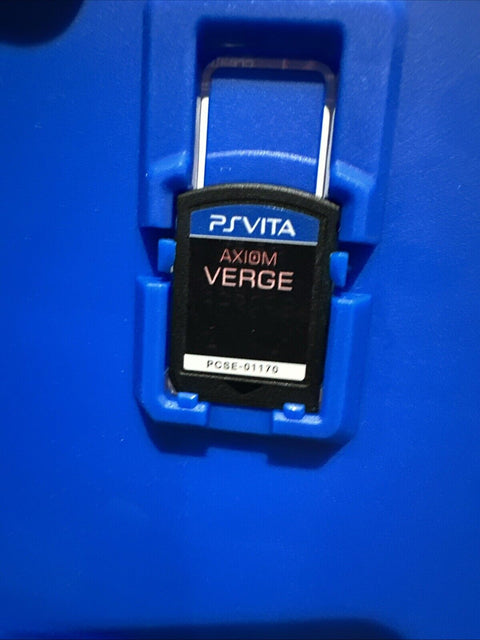 PSVITA
AXIOM
VERGE
PCSE-01170